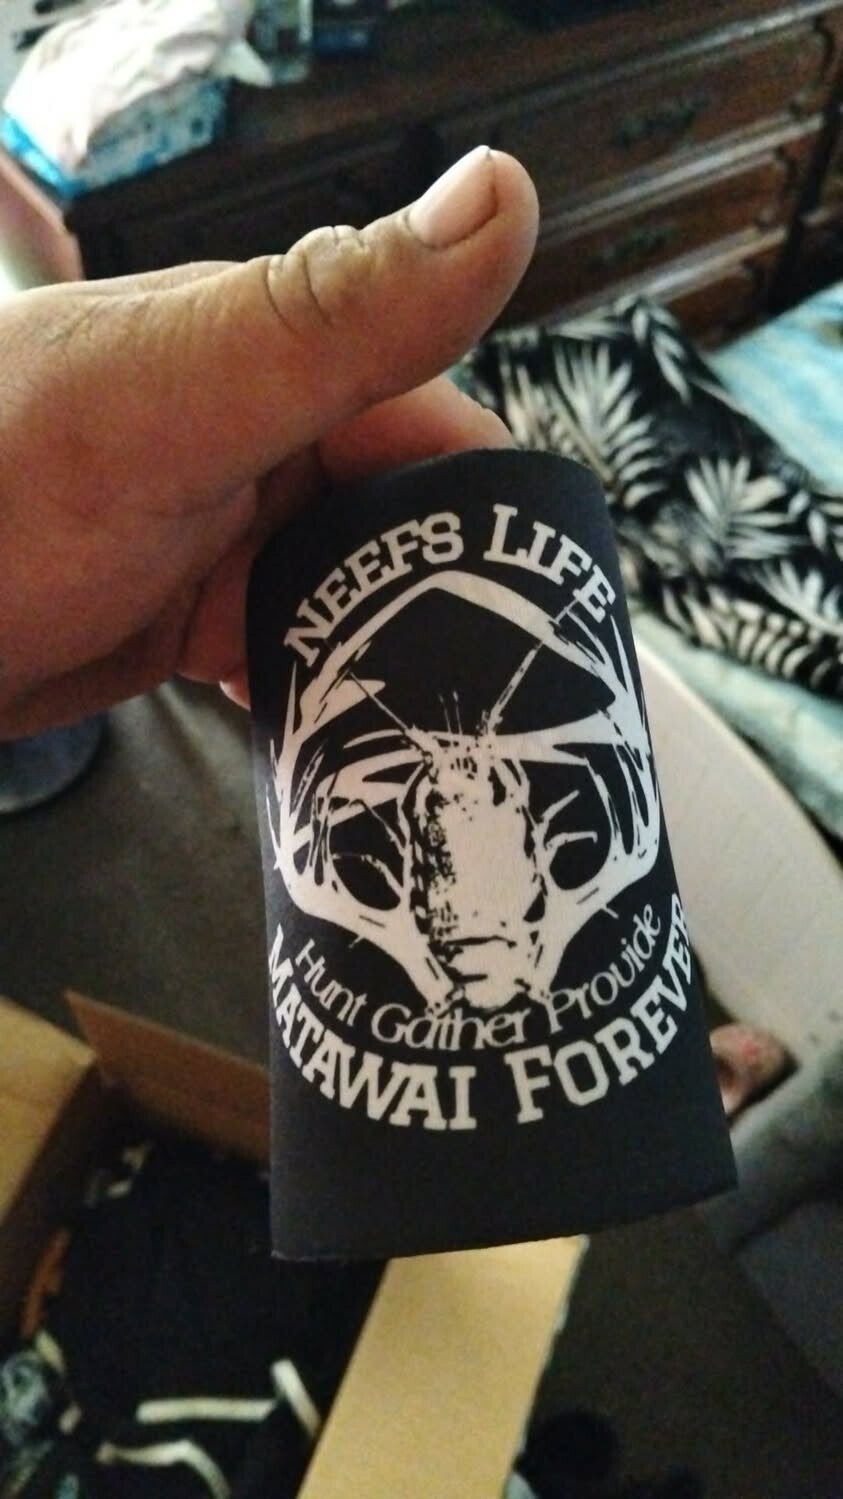 NEEFS LIFE
Hunt Gather Provide
MATAWAI FOREVER